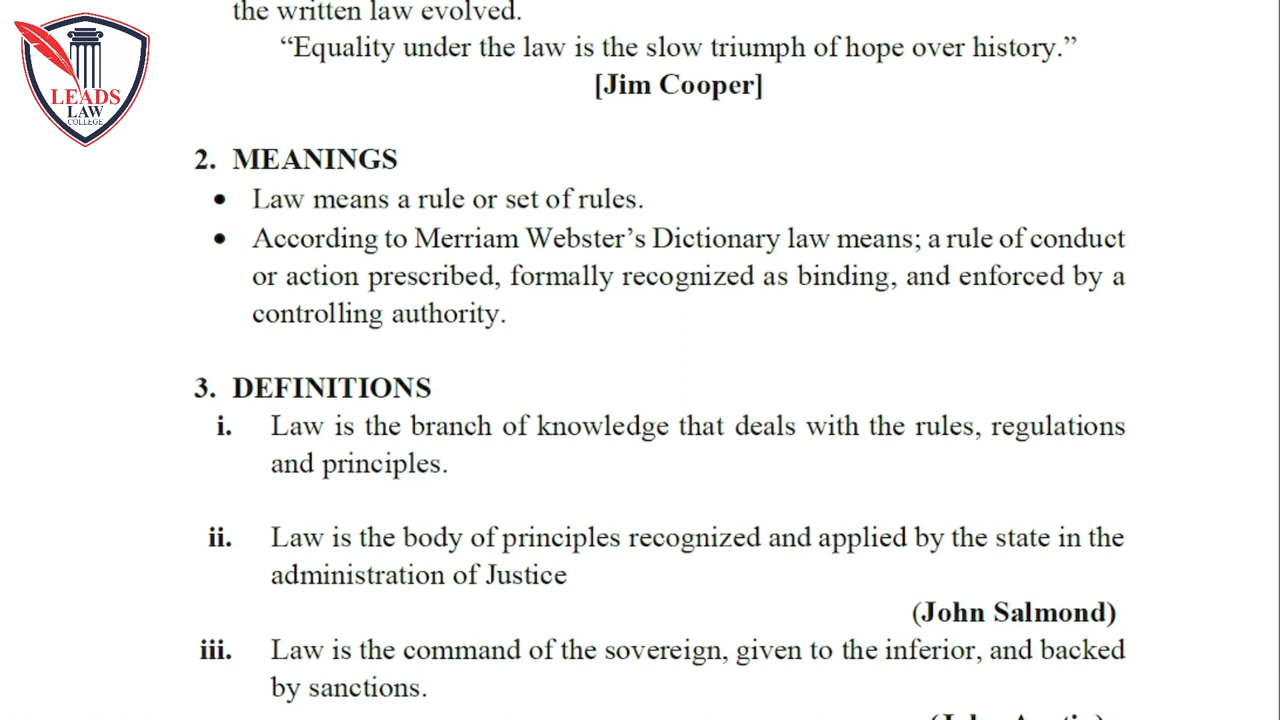 LEADS
LAW
COLLEGE
the written law evolved.
“Equality under the law is the slow triumph of hope over history.”
[Jim Cooper]
2. MEANINGS
• Law means a rule or set of rules.
• According to Merriam Webster’s Dictionary law means; a rule of conduct
or action prescribed, formally recognized as binding, and enforced by a
controlling authority.
3. DEFINITIONS
i. Law is the branch of knowledge that deals with the rules, regulations
and principles.
ii. Law is the body of principles recognized and applied by the state in the
administration of Justice
(John Salmond)
iii. Law is the command of the sovereign, given to the inferior, and backed
by sanctions.